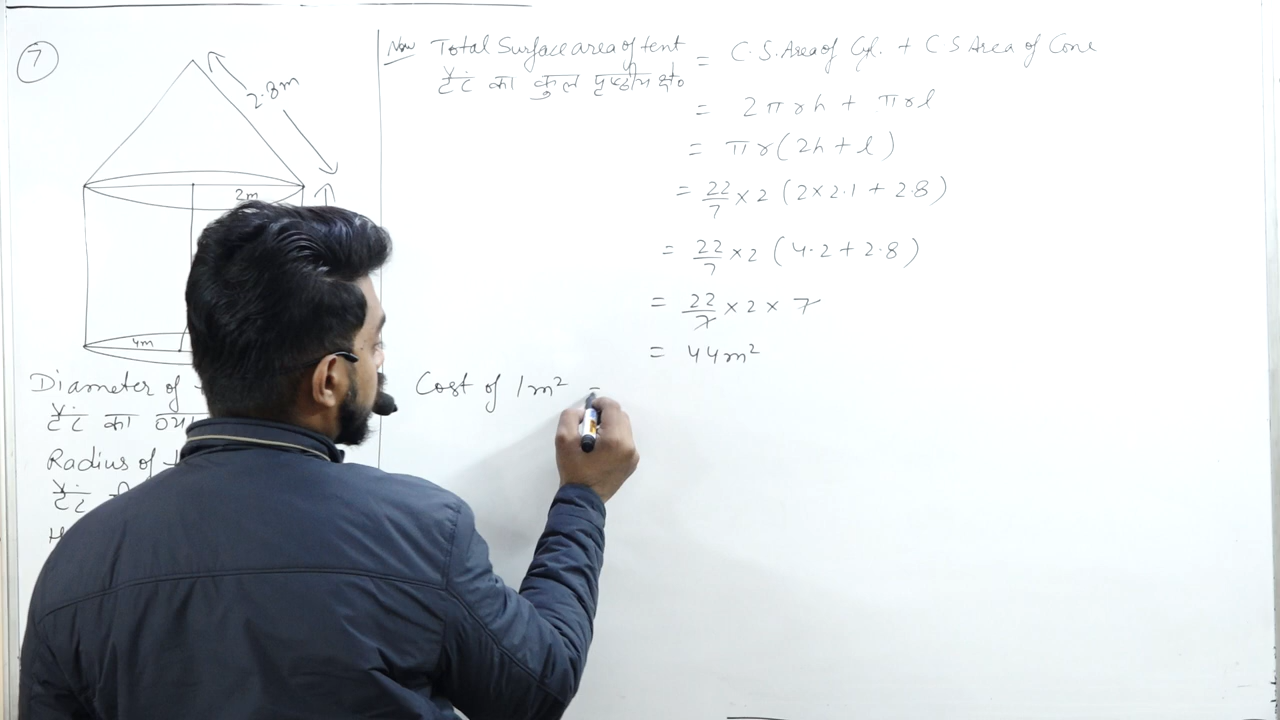 7
2.8m
2m
4m
Diameter of
टेंट का
Radius of
टेंट
Now Total Surface area of tent = C.S. Area of Cyl. + C S Area of Cone
टेंट का कुल पृष्ठीय क्षे०
= 2πrh + πrl
= πr(2h + l)
= 22/7 × 2 (2×2.1 + 2.8)
= 22/7 × 2 (4.2 + 2.8)
= 22/7 × 2 × 7
= 44m²
Cost of 1m² =